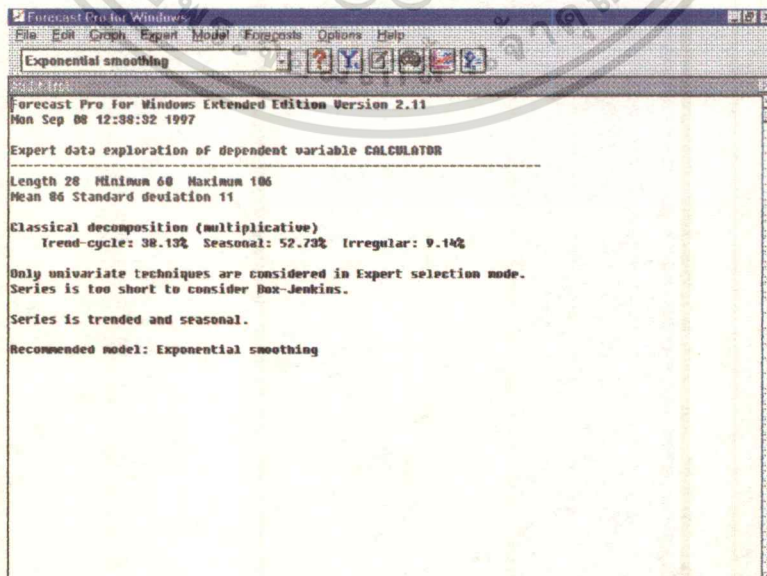 Forecast Pro for Windows
File Edit Graph Expert Model Forecasts Options Help
Exponential smoothing
Forecast Pro for Windows Extended Edition Version 2.11
Mon Sep 08 12:38:32 1997
Expert data exploration of dependent variable CALCULATOR
Length 28 Minimum 60 Maximum 106
Mean 86 Standard deviation 11
Classical decomposition (multiplicative)
Trend-cycle: 38.13% Seasonal: 52.73% Irregular: 9.14%
Only univariate techniques are considered in Expert selection mode.
Series is too short to consider Box-Jenkins.
Series is trended and seasonal.
Recommended model: Exponential smoothing